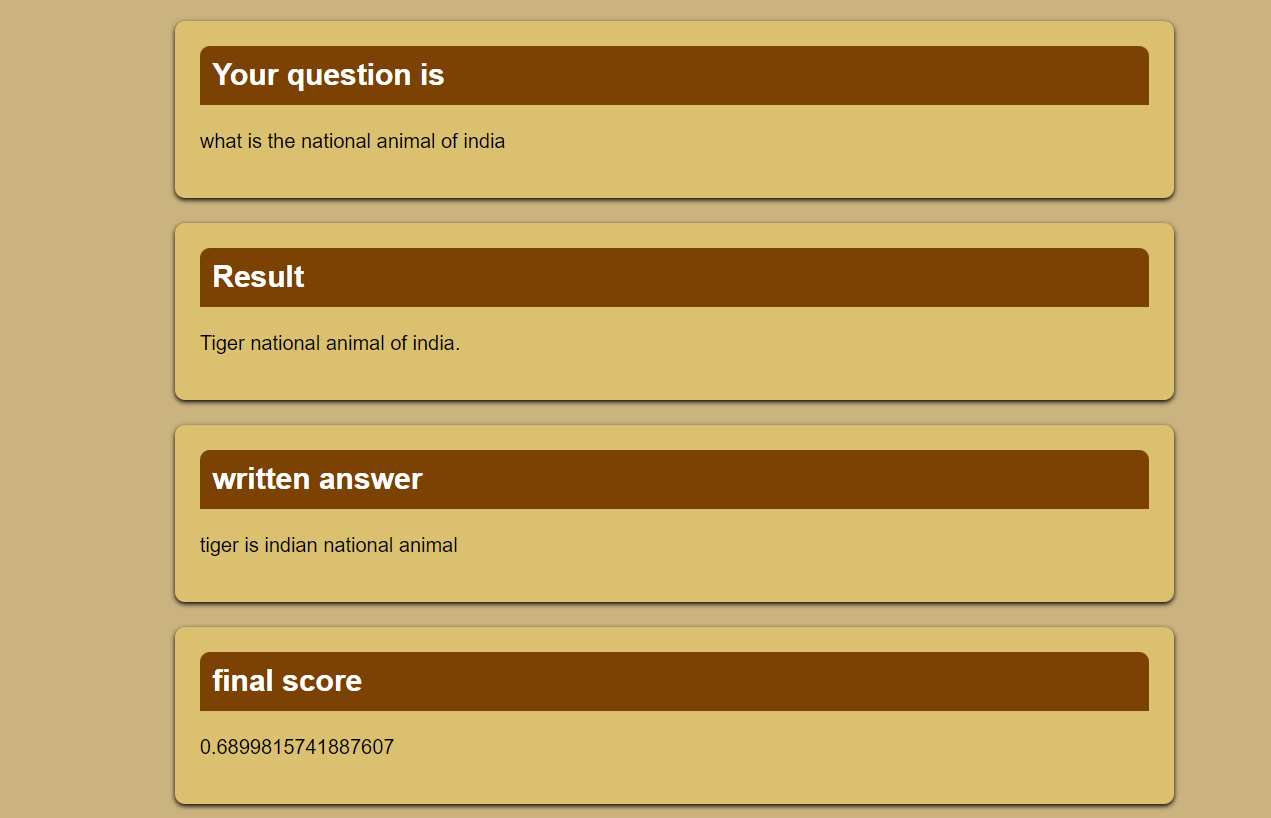 Your question is
what is the national animal of india
Result
Tiger national animal of india.
written answer
tiger is indian national animal
final score
0.6899815741887607